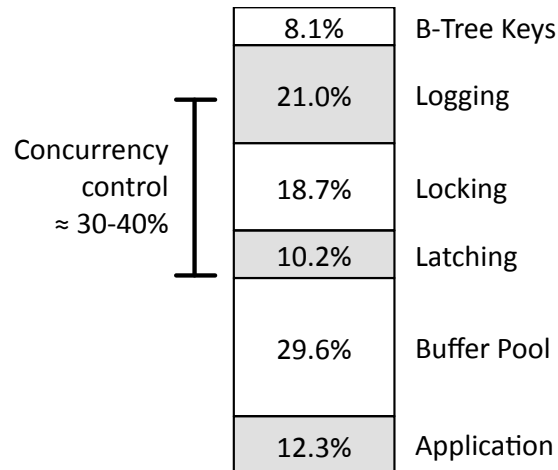 8.1% B-Tree Keys
21.0% Logging
Concurrency
control
≈ 30-40%
18.7% Locking
10.2% Latching
29.6% Buffer Pool
12.3% Application